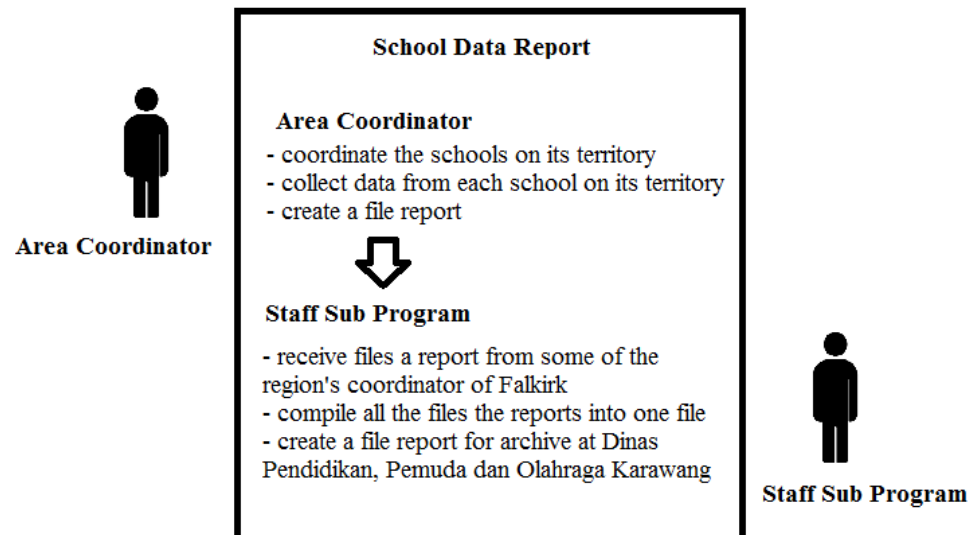 School Data Report
Area Coordinator
- coordinate the schools on its territory
- collect data from each school on its territory
- create a file report
Area Coordinator
Staff Sub Program
- receive files a report from some of the
region's coordinator of Falkirk
- compile all the files the reports into one file
- create a file report for archive at Dinas
Pendidikan, Pemuda dan Olahraga Karawang
Staff Sub Program